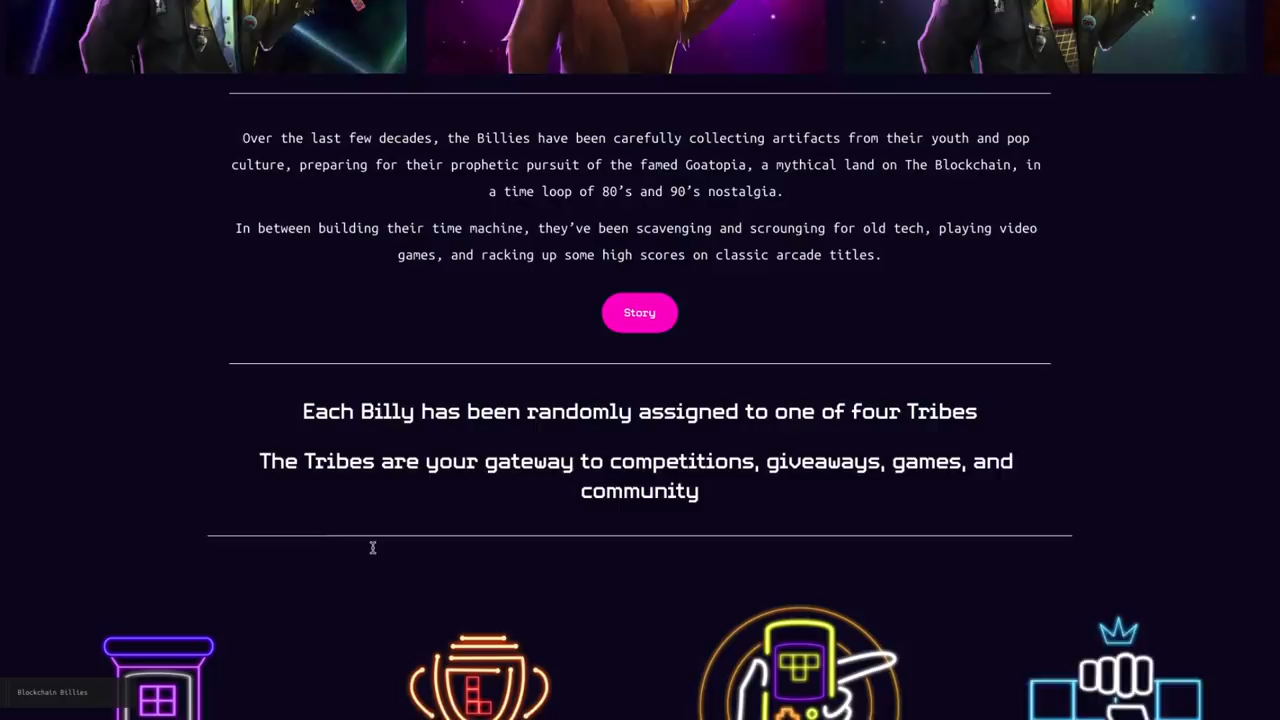 Over the last few decades, the Billies have been carefully collecting artifacts from their youth and pop
culture, preparing for their prophetic pursuit of the famed Goatopia, a mythical land on The Blockchain, in
a time loop of 80’s and 90’s nostalgia.
In between building their time machine, they’ve been scavenging and scrounging for old tech, playing video
games, and racking up some high scores on classic arcade titles.
Story
Each Billy has been randomly assigned to one of four Tribes
The Tribes are your gateway to competitions, giveaways, games, and
community
Blockchain Billies